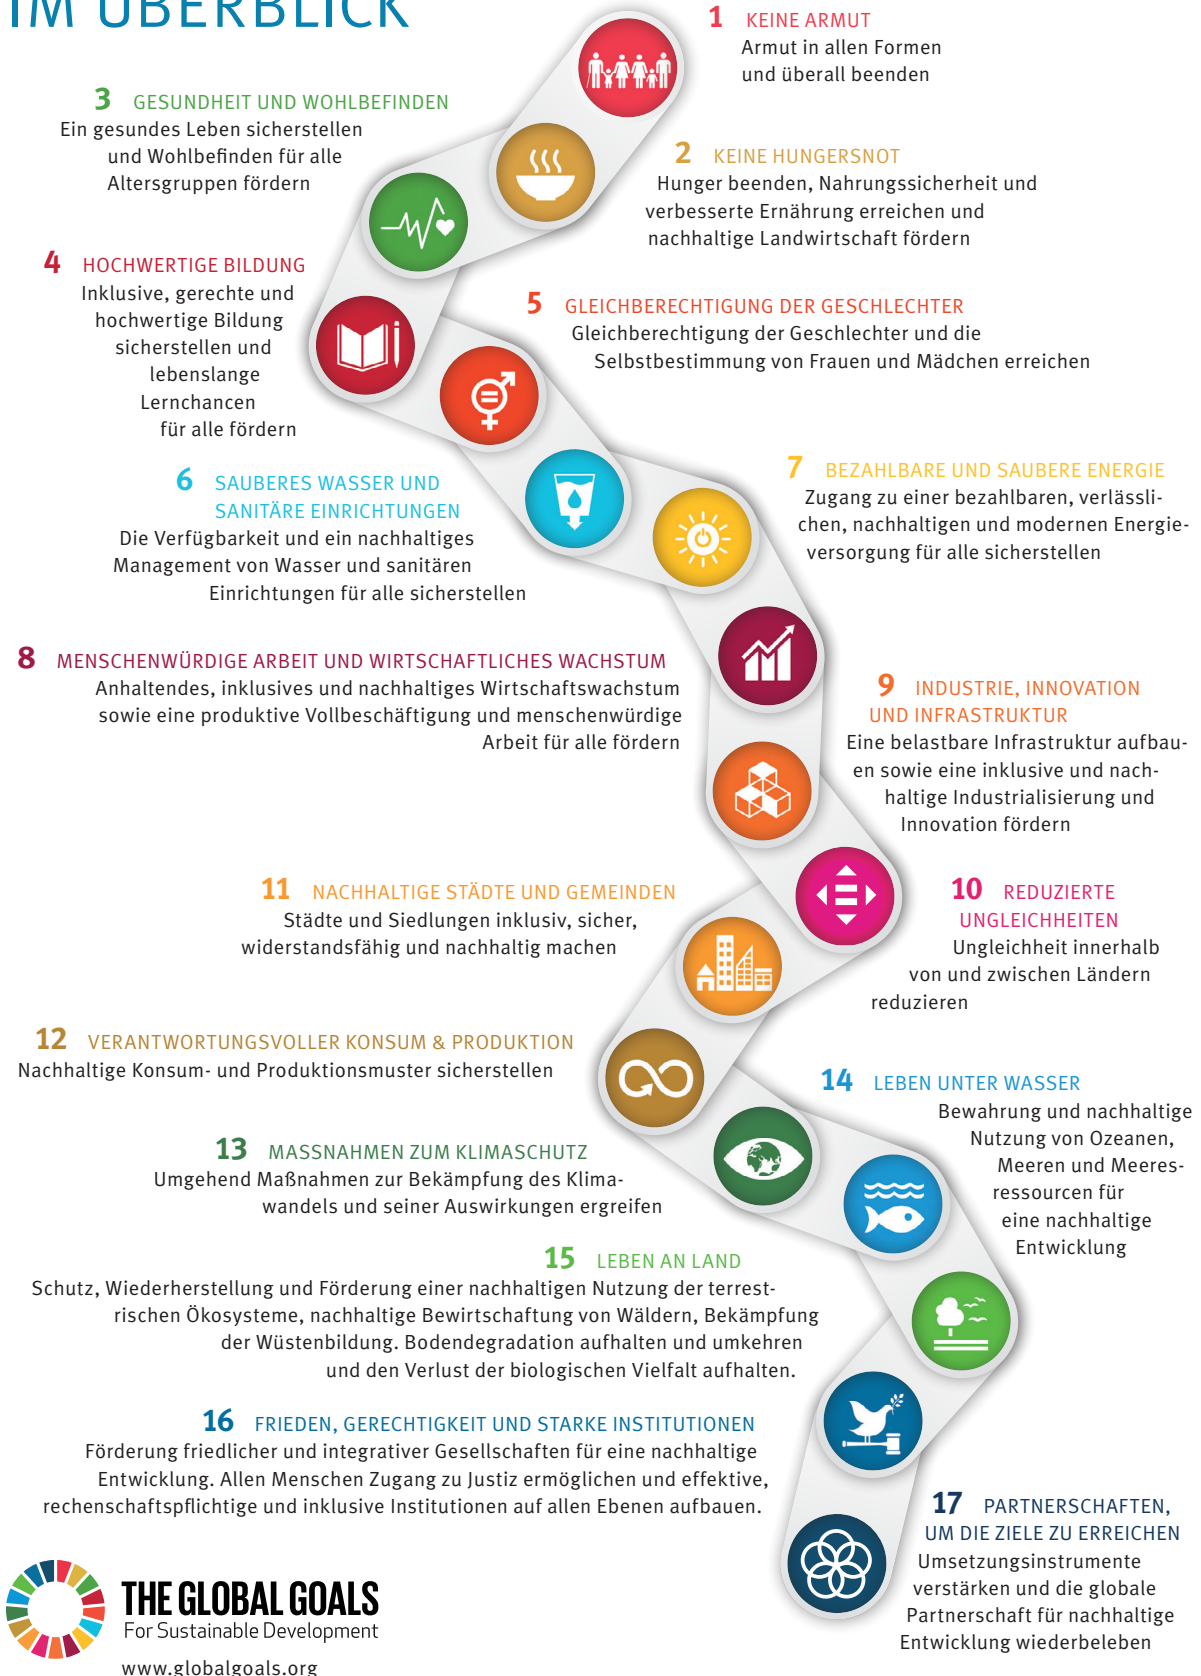 IM ÜBERBLICK
1 KEINE ARMUT
Armut in allen Formen
und überall beenden
2 KEINE HUNGERSNOT
Hunger beenden, Nahrungssicherheit und
verbesserte Ernährung erreichen und
nachhaltige Landwirtschaft fördern
3 GESUNDHEIT UND WOHLBEFINDEN
Ein gesundes Leben sicherstellen
und Wohlbefinden für alle
Altersgruppen fördern
4 HOCHWERTIGE BILDUNG
Inklusive, gerechte und
hochwertige Bildung
sicherstellen und
lebenslange
Lernchancen
für alle fördern
5 GLEICHBERECHTIGUNG DER GESCHLECHTER
Gleichberechtigung der Geschlechter und die
Selbstbestimmung von Frauen und Mädchen erreichen
6 SAUBERES WASSER UND
SANITÄRE EINRICHTUNGEN
Die Verfügbarkeit und ein nachhaltiges
Management von Wasser und sanitären
Einrichtungen für alle sicherstellen
7 BEZAHLBARE UND SAUBERE ENERGIE
Zugang zu einer bezahlbaren, verlässli-
chen, nachhaltigen und modernen Energie-
versorgung für alle sicherstellen
8 MENSCHENWÜRDIGE ARBEIT UND WIRTSCHAFTLICHES WACHSTUM
Anhaltendes, inklusives und nachhaltiges Wirtschaftswachstum
sowie eine produktive Vollbeschäftigung und menschenwürdige
Arbeit für alle fördern
9 INDUSTRIE, INNOVATION
UND INFRASTRUKTUR
Eine belastbare Infrastruktur aufbau-
en sowie eine inklusive und nach-
haltige Industrialisierung und
Innovation fördern
10 REDUZIERTE
UNGLEICHHEITEN
Ungleichheit innerhalb
von und zwischen Ländern
reduzieren
11 NACHHALTIGE STÄDTE UND GEMEINDEN
Städte und Siedlungen inklusiv, sicher,
widerstandsfähig und nachhaltig machen
12 VERANTWORTUNGSVOLLER KONSUM & PRODUKTION
Nachhaltige Konsum- und Produktionsmuster sicherstellen
13 MASSNAHMEN ZUM KLIMASCHUTZ
Umgehend Maßnahmen zur Bekämpfung des Klima-
wandels und seiner Auswirkungen ergreifen
14 LEBEN UNTER WASSER
Bewahrung und nachhaltige
Nutzung von Ozeanen,
Meeren und Meeres-
ressourcen für
eine nachhaltige
Entwicklung
15 LEBEN AN LAND
Schutz, Wiederherstellung und Förderung einer nachhaltigen Nutzung der terrest-
rischen Ökosysteme, nachhaltige Bewirtschaftung von Wäldern, Bekämpfung
der Wüstenbildung. Bodendegradation aufhalten und umkehren
und den Verlust der biologischen Vielfalt aufhalten.
16 FRIEDEN, GERECHTIGKEIT UND STARKE INSTITUTIONEN
Förderung friedlicher und integrativer Gesellschaften für eine nachhaltige
Entwicklung. Allen Menschen Zugang zu Justiz ermöglichen und effektive,
rechenschaftspflichtige und inklusive Institutionen auf allen Ebenen aufbauen.
17 PARTNERSCHAFTEN,
UM DIE ZIELE ZU ERREICHEN
Umsetzungsinstrumente
verstärken und die globale
Partnerschaft für nachhaltige
Entwicklung wiederbeleben
THE GLOBAL GOALS
For Sustainable Development
www.globalgoals.org